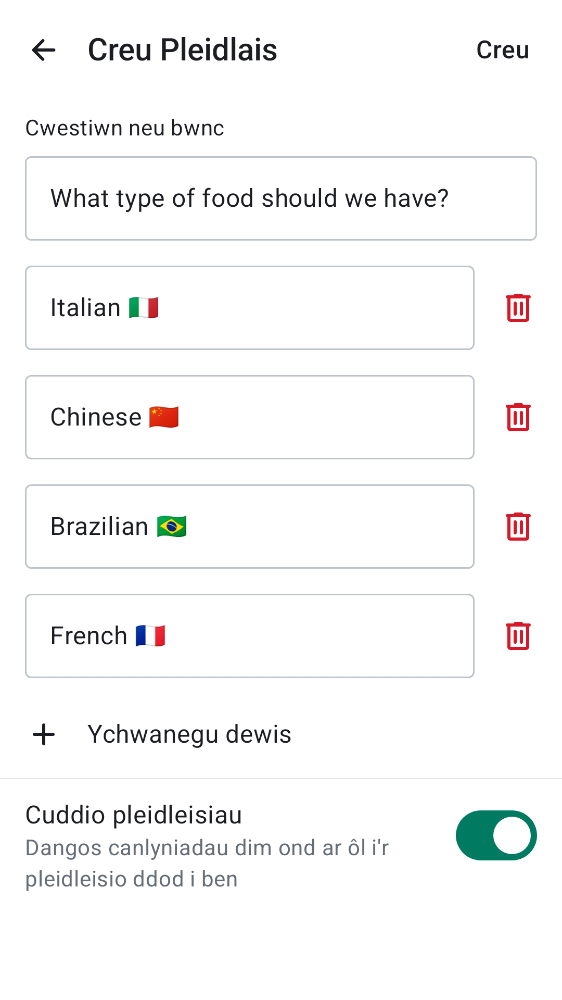 Creu Pleidlais
Creu
Cwestiwn neu bwnc
What type of food should we have?
Italian 🇮🇹
Chinese 🇨🇳
Brazilian 🇧🇷
French 🇫🇷
Ychwanegu dewis
Cuddio pleidleisiau
Dangos canlyniadau dim ond ar ôl i'r
pleidleisio ddod i ben